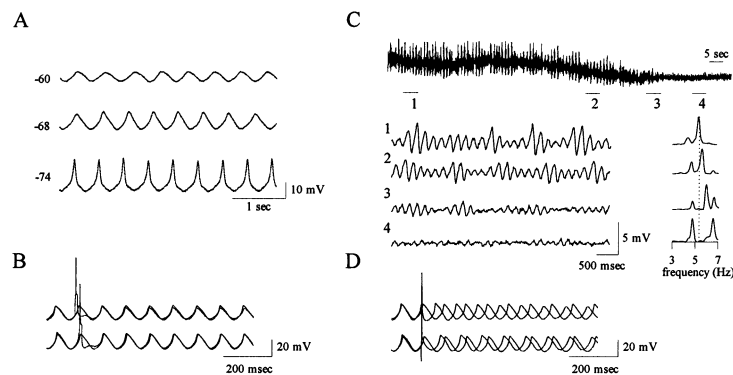 A
-60
-68
-74
10 mV
1 sec
B
20 mV
200 msec
C
5 sec
1 2 3 4
1
2
3
4
5 mV
500 msec
3 5 7
frequency (Hz)
D
20 mV
200 msec